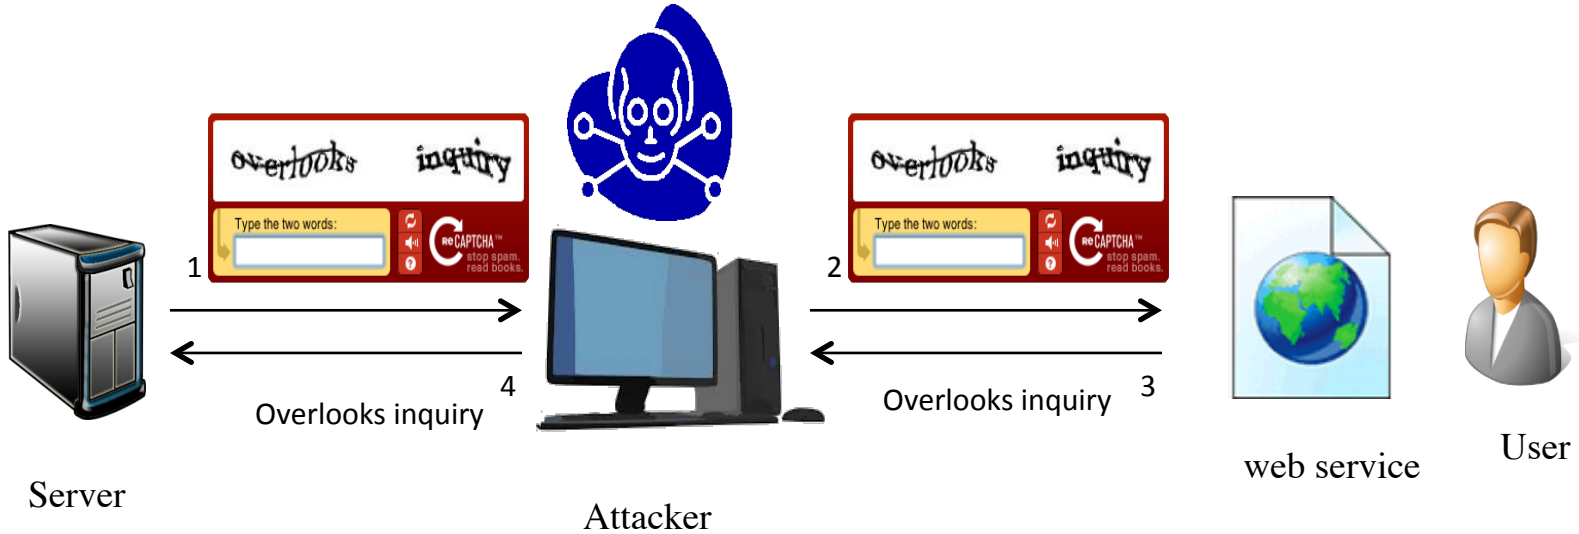 overlooks inquiry
Type the two words:
ReCAPTCHA™
stop spam.
read books.
1
4
Overlooks inquiry
overlooks inquiry
Type the two words:
ReCAPTCHA™
stop spam.
read books.
2
3
Overlooks inquiry
Server
Attacker
web service
User